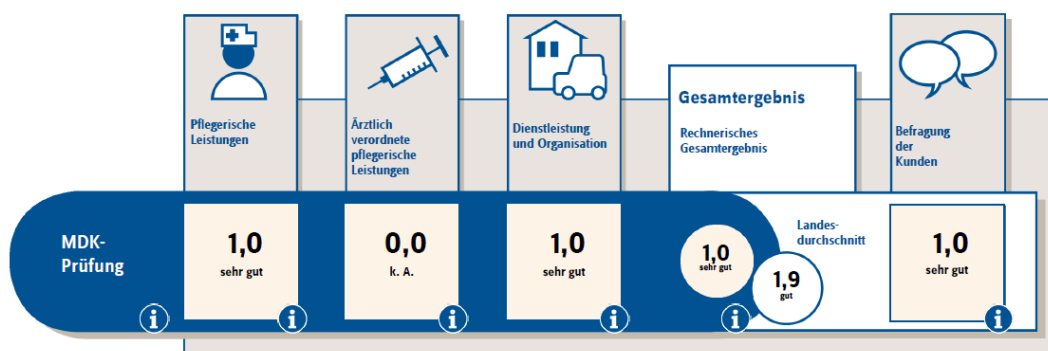 Pflegerische
Leistungen
Ärztlich
verordnete
pflegerische
Leistungen
Dienstleistung
und Organisation
Gesamtergebnis
Rechnerisches
Gesamtergebnis
Befragung
der
Kunden
MDK-
Prüfung
1,0
sehr gut
0,0
k. A.
1,0
sehr gut
1,0
sehr gut
Landes-
durchschnitt
1,9
gut
1,0
sehr gut
i
i
i
i
i
i